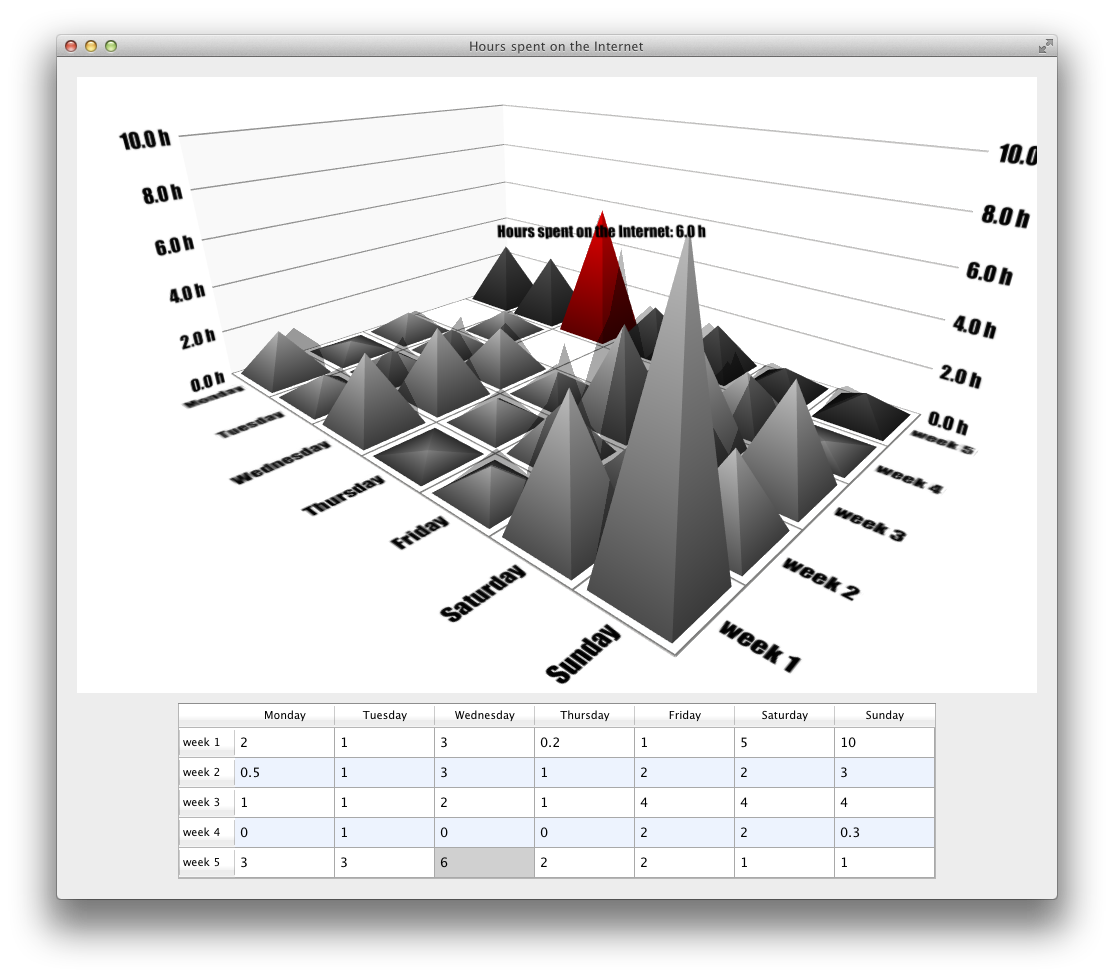 Hours spent on the Internet
10.0 h
8.0 h
6.0 h
4.0 h
2.0 h
0.0 h
10.0
8.0 h
6.0 h
4.0 h
2.0 h
0.0 h
Hours spent on the Internet: 6.0 h
Monday
Tuesday
Wednesday
Thursday
Friday
Saturday
Sunday
week 5
week 4
week 3
week 2
week 1
Monday Tuesday Wednesday Thursday Friday Saturday Sunday
week 1 2 1 3 0.2 1 5 10
week 2 0.5 1 3 1 2 2 3
week 3 1 1 2 1 4 4 4
week 4 0 1 0 0 2 2 0.3
week 5 3 3 6 2 2 1 1